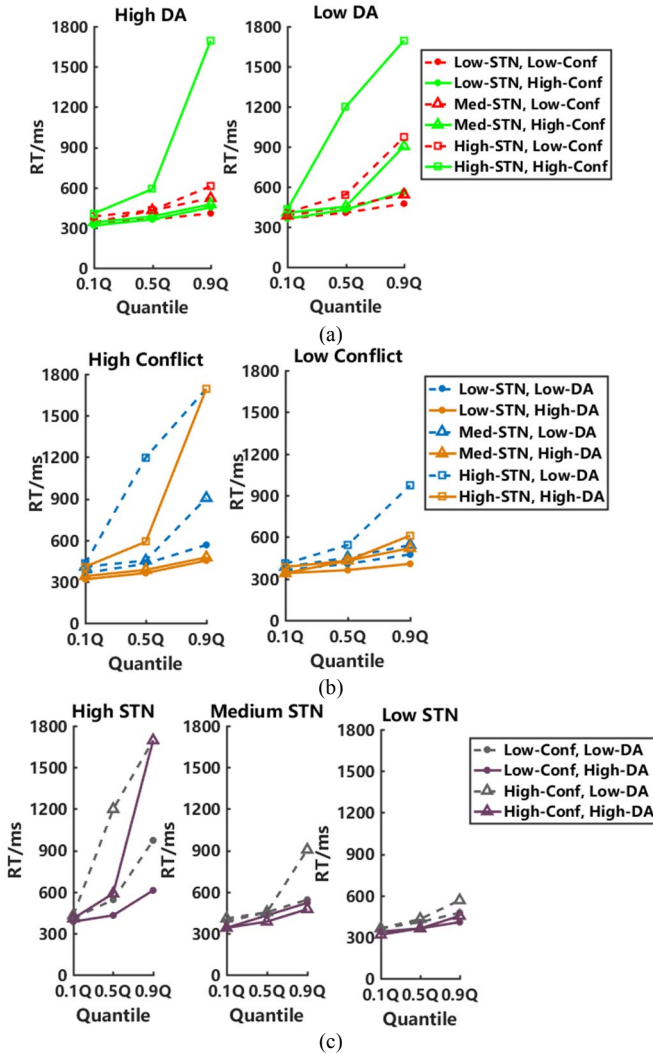 High DA
Low DA
1800
1500
1200
900
600
300
0
RT/ms
0.1Q 0.5Q 0.9Q
Quantile
1800
1500
1200
900
600
300
0
RT/ms
0.1Q 0.5Q 0.9Q
Quantile
Low-STN, Low-Conf
Low-STN, High-Conf
Med-STN, Low-Conf
Med-STN, High-Conf
High-STN, Low-Conf
High-STN, High-Conf
(a)
High Conflict
Low Conflict
1800
1500
1200
900
600
300
0
RT/ms
0.1Q 0.5Q 0.9Q
Quantile
1800
1500
1200
900
600
300
0
RT/ms
0.1Q 0.5Q 0.9Q
Quantile
Low-STN, Low-DA
Low-STN, High-DA
Med-STN, Low-DA
Med-STN, High-DA
High-STN, Low-DA
High-STN, High-DA
(b)
High STN
Medium STN
Low STN
1800
1500
1200
900
600
300
0
RT/ms
0.1Q 0.5Q 0.9Q
Quantile
1800
1500
1200
900
600
300
0
RT/ms
0.1Q 0.5Q 0.9Q
Quantile
1800
1500
1200
900
600
300
0
RT/ms
0.1Q 0.5Q 0.9Q
Quantile
Low-Conf, Low-DA
Low-Conf, High-DA
High-Conf, Low-DA
High-Conf, High-DA
(c)